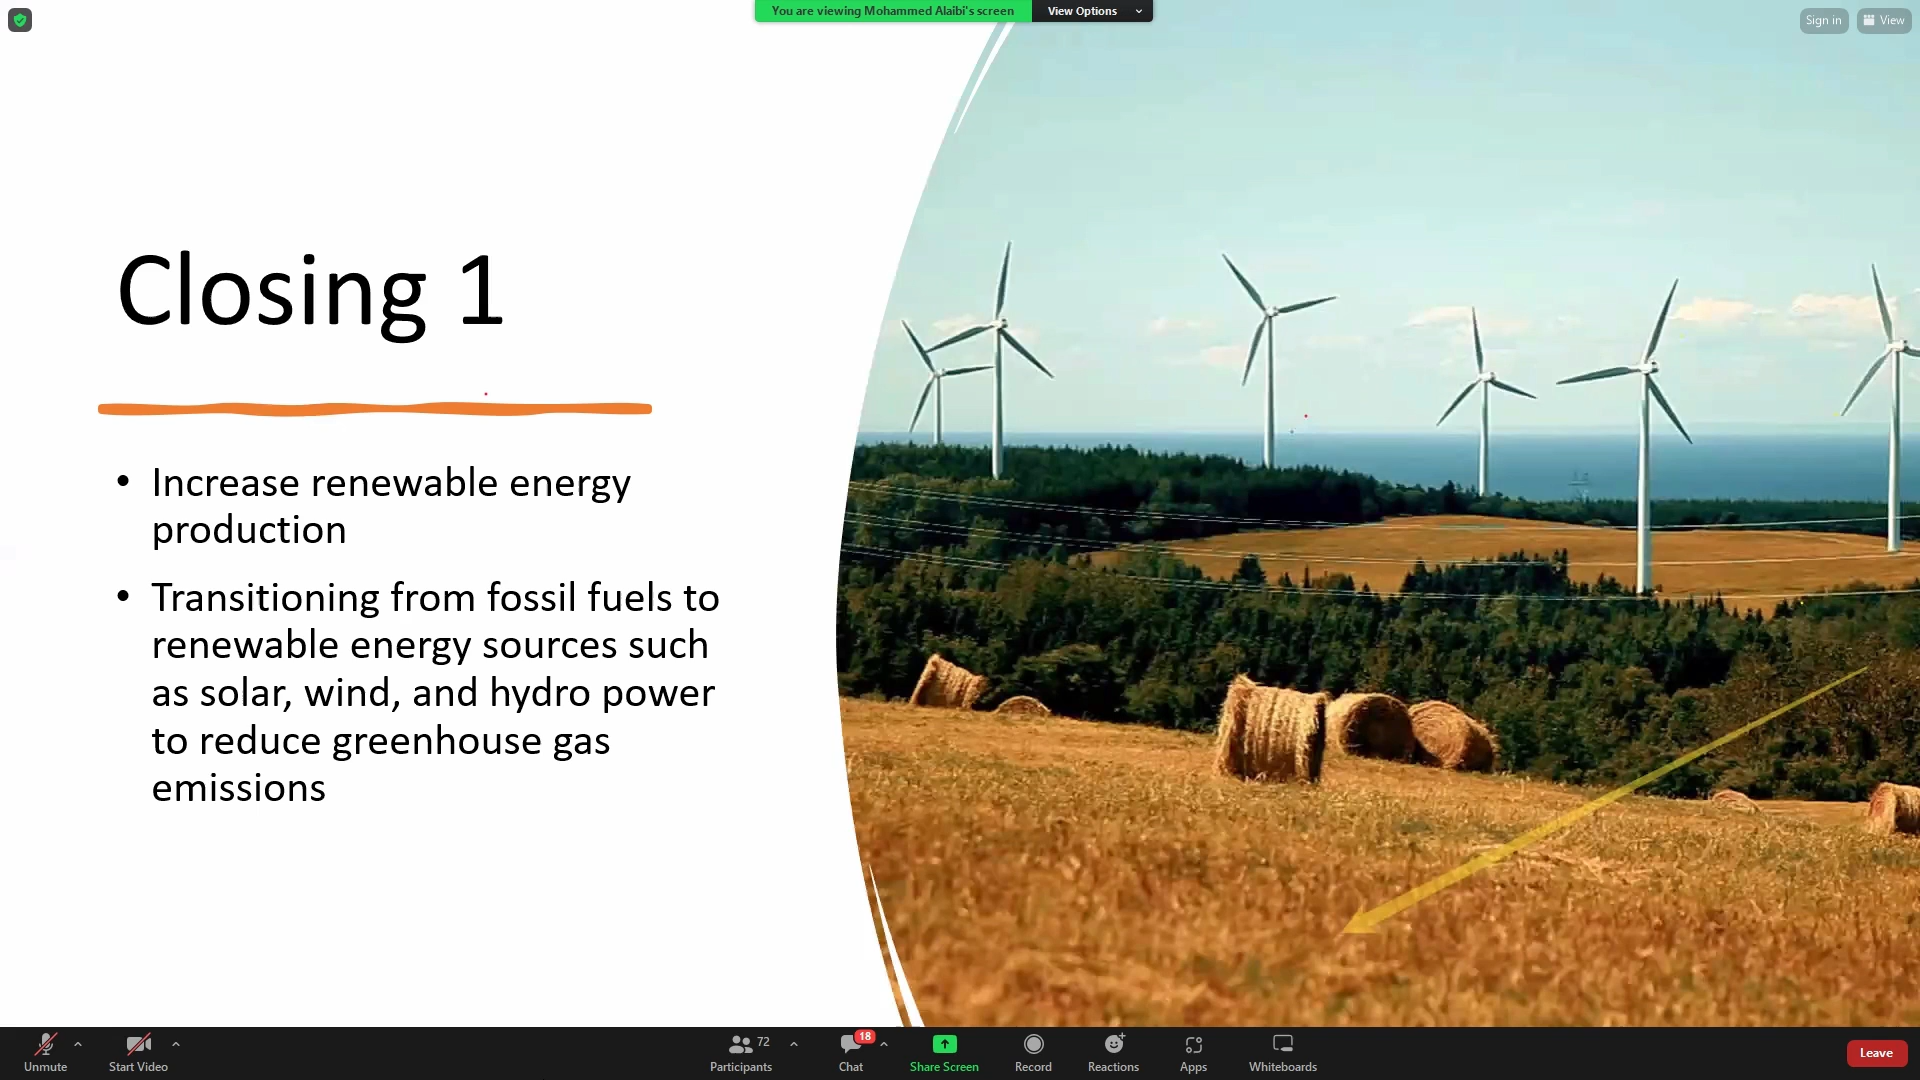 You are viewing Mohammed Alaibi's screen
View Options
Sign in
View
Closing 1
• Increase renewable energy
production
• Transitioning from fossil fuels to
renewable energy sources such
as solar, wind, and hydro power
to reduce greenhouse gas
emissions
Unmute
Start Video
72
Participants
18
Chat
Share Screen
Record
Reactions
Apps
Whiteboards
Leave